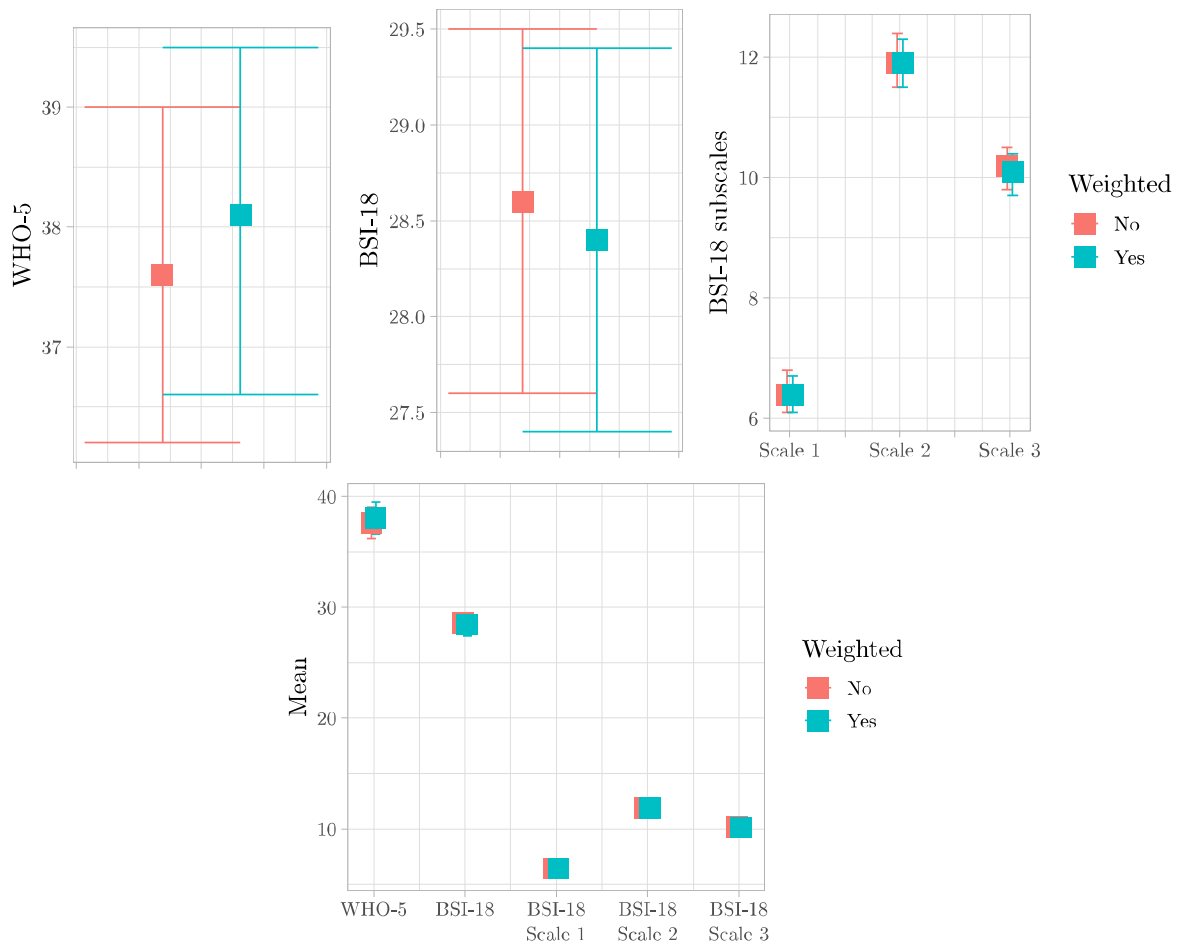 WHO-5
39
38
37
BSI-18
29.5
29.0
28.5
28.0
27.5
BSI-18 subscales
12
10
8
6
Scale 1
Scale 2
Scale 3
Weighted
No
Yes
Mean
40
30
20
10
WHO-5
BSI-18
BSI-18
Scale 1
BSI-18
Scale 2
BSI-18
Scale 3
Weighted
No
Yes